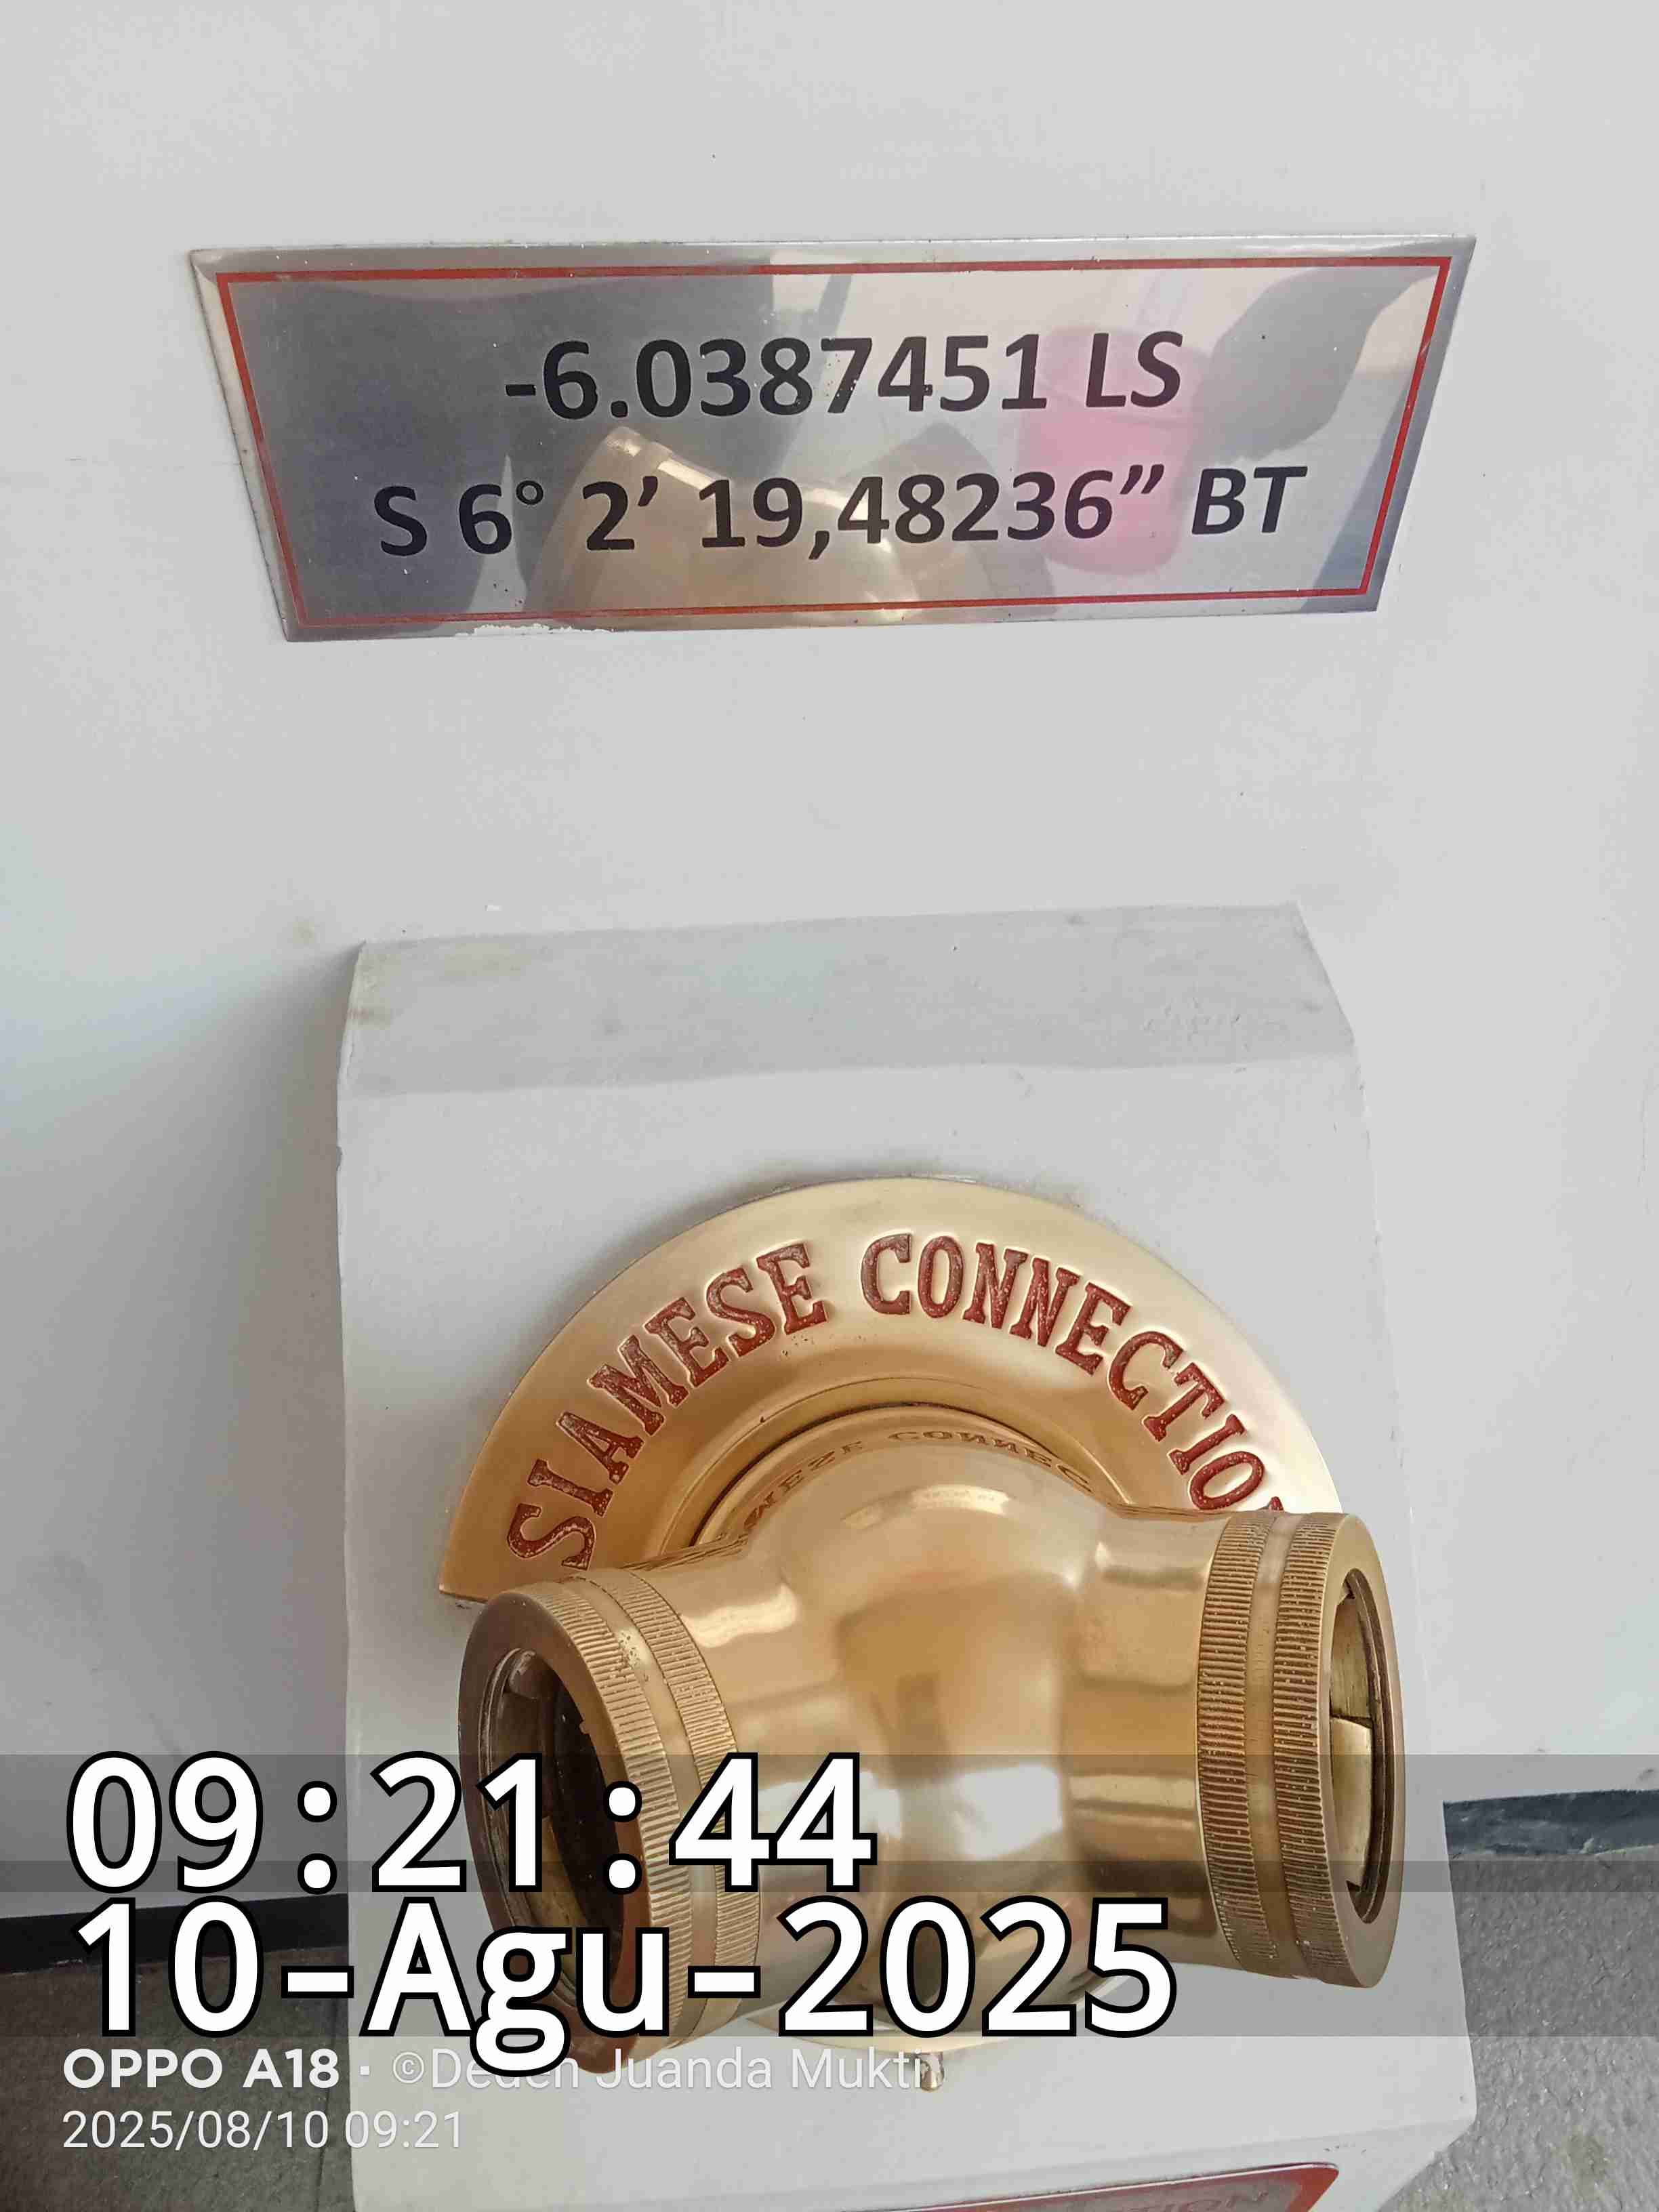 -6.0387451 LS
S 6° 2’ 19,48236” BT
SIAMESE CONNECTION
09:21:44
10-Agu-2025
OPPO A18 · ©Deden Juanda Mukti
2025/08/10 09:21